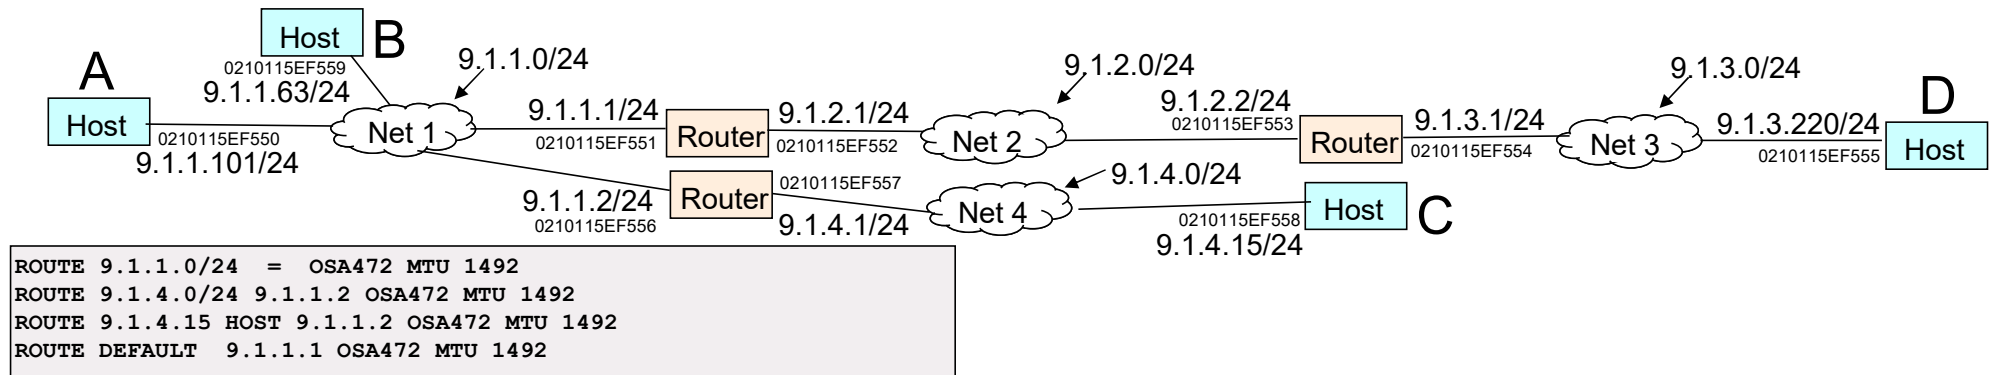 Host B
A
0210115EF559
9.1.1.63/24
9.1.1.0/24
9.1.2.0/24
9.1.3.0/24
D
Host
0210115EF550
9.1.1.101/24
Net 1
9.1.1.1/24
0210115EF551
Router
9.1.2.1/24
0210115EF552
Net 2
9.1.2.2/24
0210115EF553
Router
9.1.3.1/24
0210115EF554
Net 3
9.1.3.220/24
0210115EF555
Host
9.1.1.2/24
0210115EF556
Router
0210115EF557
9.1.4.1/24
Net 4
9.1.4.0/24
0210115EF558
9.1.4.15/24
Host C
ROUTE 9.1.1.0/24 = OSA472 MTU 1492
ROUTE 9.1.4.0/24 9.1.1.2 OSA472 MTU 1492
ROUTE 9.1.4.15 HOST 9.1.1.2 OSA472 MTU 1492
ROUTE DEFAULT 9.1.1.1 OSA472 MTU 1492